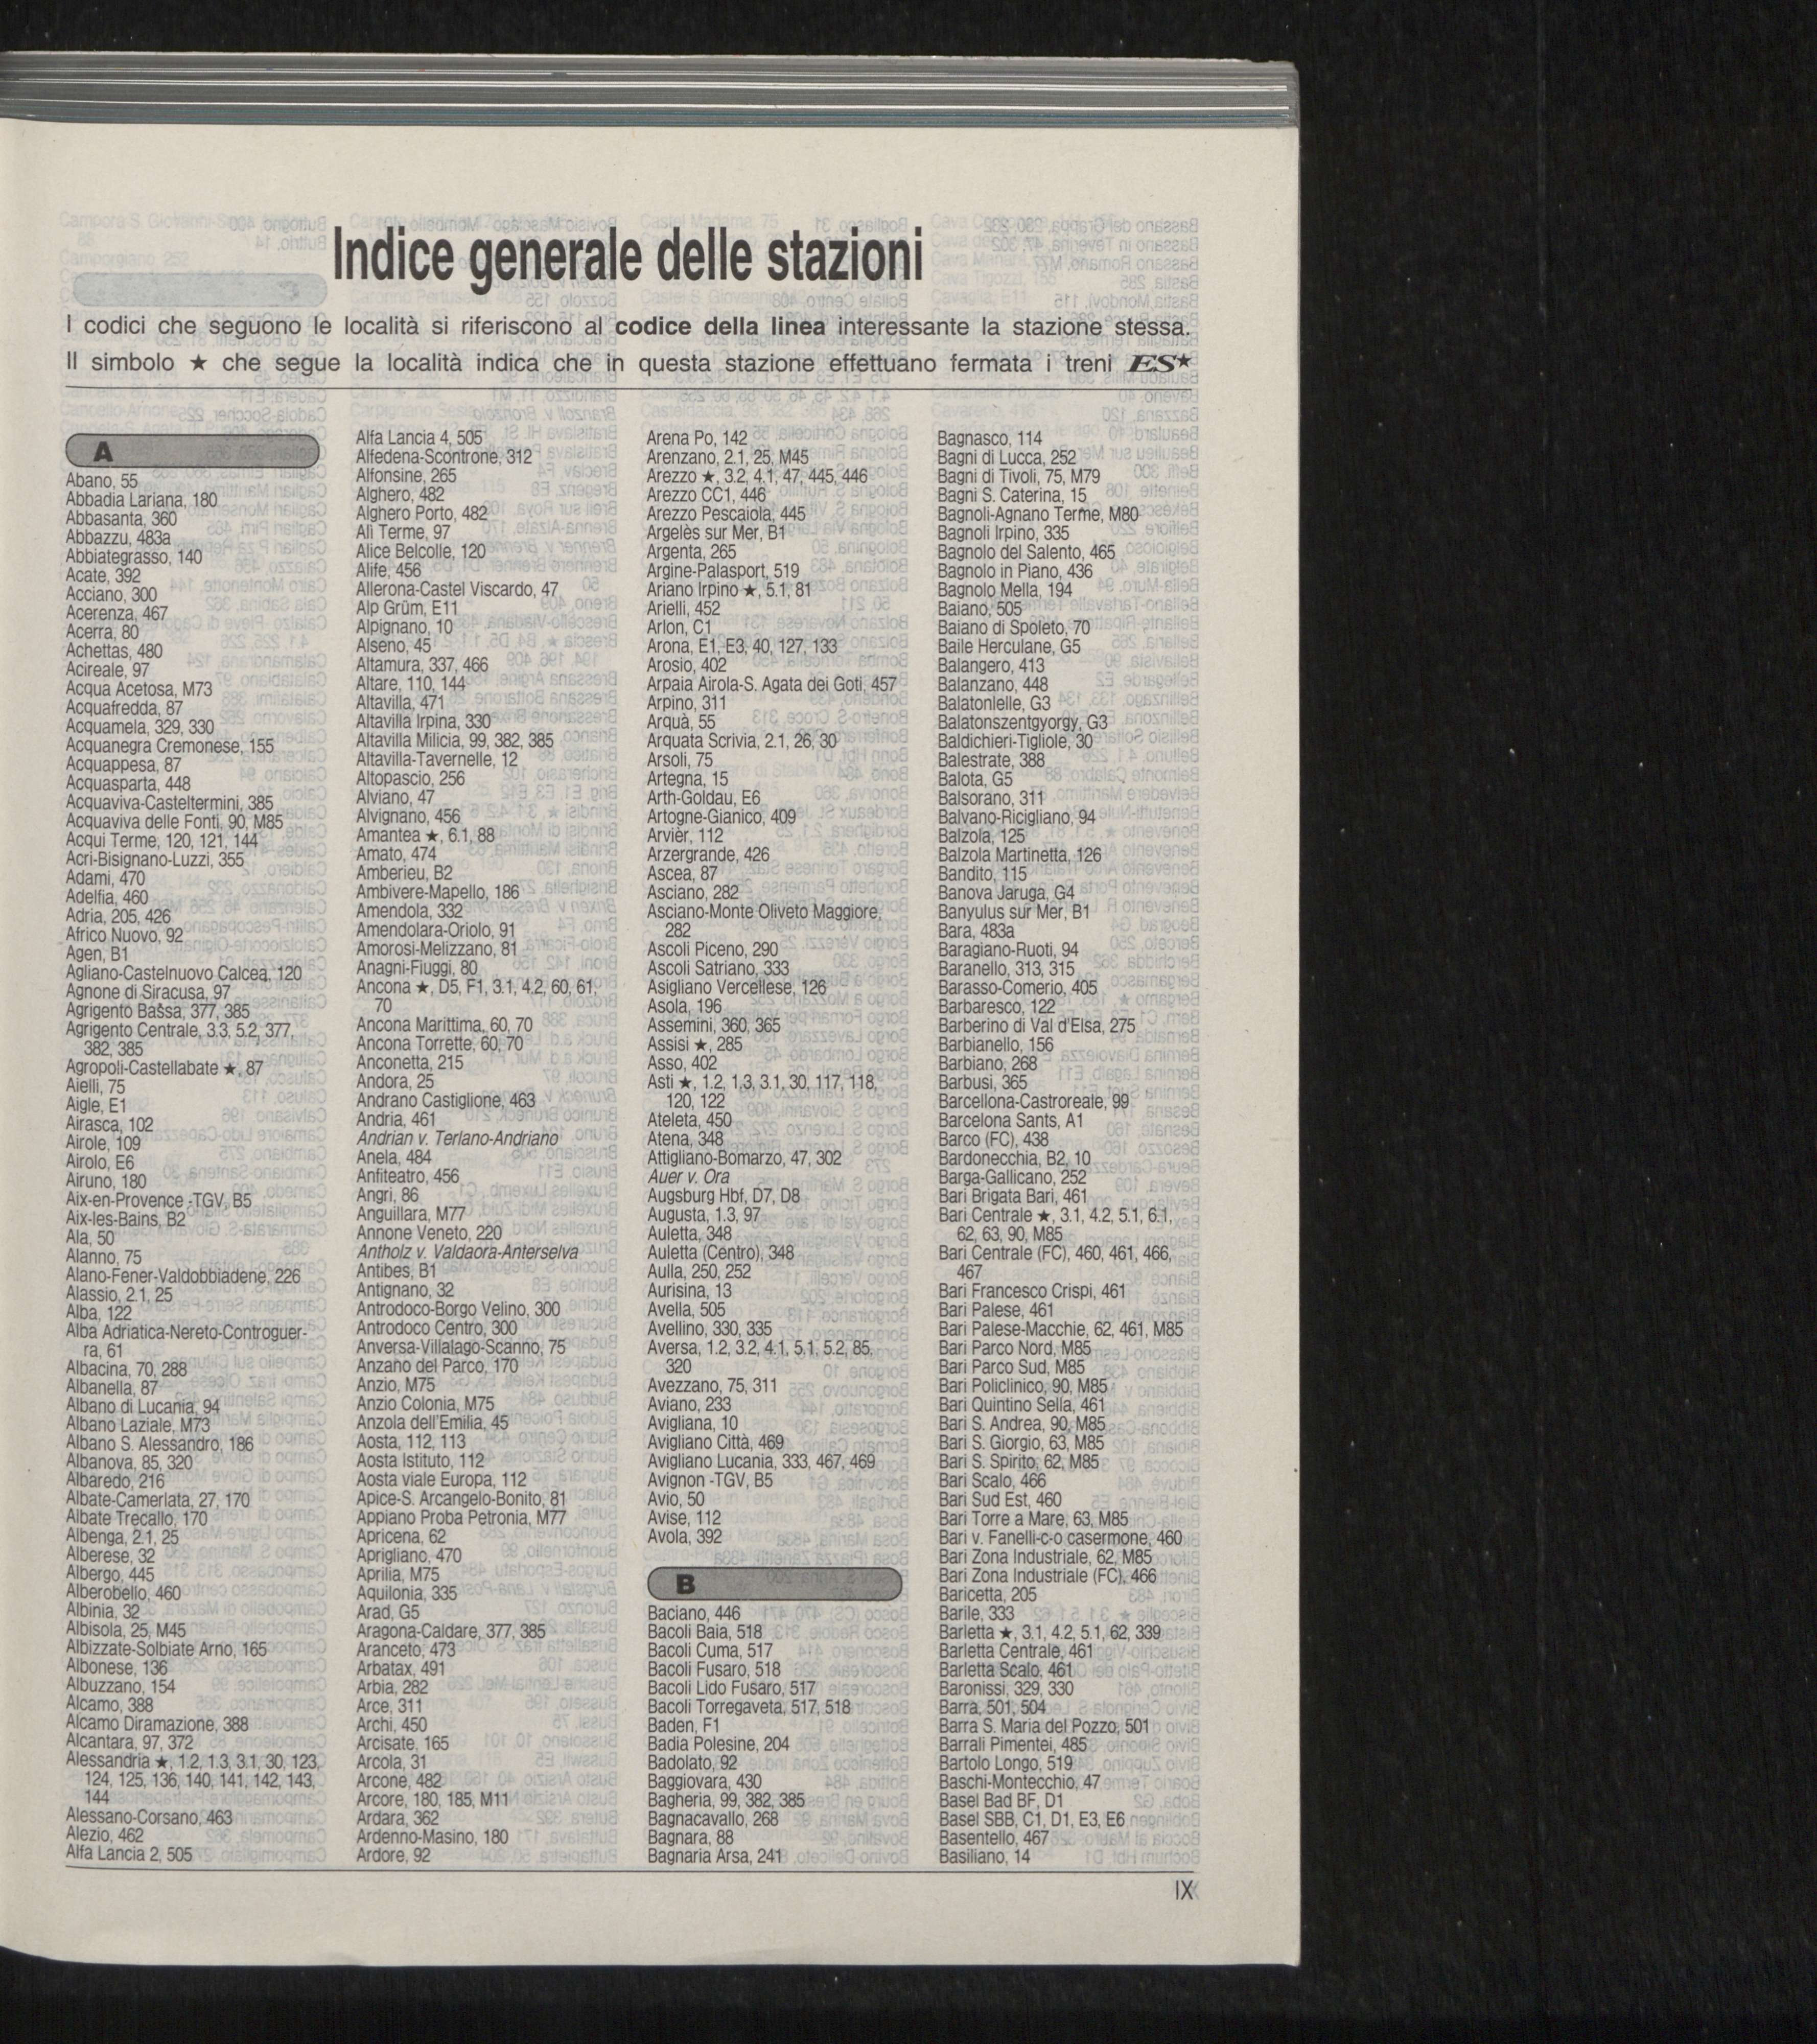 Indice generale delle stazioni
I codici che seguono le località si riferiscono al codice della linea interessante la stazione stessa.
Il simbolo ★ che segue la località indica che in questa stazione effettuano fermata i treni ES★
A
Abano, 55
Abbadia Lariana, 180
Abbasanta, 360
Abbazzu, 483a
Abbiategrasso, 140
Acate, 392
Acciano, 300
Acerenza, 467
Acerra, 80
Achettas, 480
Acireale, 97
Acqua Acetosa, M73
Acquafredda, 87
Acquamela, 329, 330
Acquanegra Cremonese, 155
Acquappesa, 87
Acquasparta, 448
Acquaviva-Casteltermini, 385
Acquaviva delle Fonti, 90, M85
Acqui Terme, 120, 121, 144
Acri-Bisignano-Luzzi, 355
Adami, 470
Adelfia, 460
Adria, 205, 426
Africo Nuovo, 92
Agen, B1
Agliano-Castelnuovo Calcea, 120
Agnone di Siracusa, 97
Agrigento Bassa, 377, 385
Agrigento Centrale, 3.3, 5.2, 377,
382, 385
Agropoli-Castellabate ★, 87
Aielli, 75
Aigle, E1
Airasca, 102
Airole, 109
Airolo, E6
Airuno, 180
Aix-en-Provence -TGV, B5
Aix-les-Bains, B2
Ala, 50
Alanno, 75
Alano-Fener-Valdobbiadene, 226
Alassio, 2.1, 25
Alba, 122
Alba Adriatica-Nereto-Controguer-
ra, 61
Albacina, 70, 288
Albanella, 87
Albano di Lucania, 94
Albano Laziale, M73
Albano S. Alessandro, 186
Albanova, 85, 320
Albaredo, 216
Albate-Camerlata, 27, 170
Albate Trecallo, 170
Albenga, 2.1, 25
Alberese, 32
Albergo, 445
Alberobello, 460
Albinia, 32
Albisola, 25, M45
Albizzate-Solbiate Arno, 165
Albonese, 136
Albuzzano, 154
Alcamo, 388
Alcamo Diramazione, 388
Alcantara, 97, 372
Alessandria ★, 1.2, 1.3, 3.1, 30, 123,
124, 125, 136, 140, 141, 142, 143,
144
Alessano-Corsano, 463
Alezio, 462
Alfa Lancia 2, 505
Alfa Lancia 4, 505
Alfedena-Scontrone, 312
Alfonsine, 265
Alghero, 482
Alghero Porto, 482
Alì Terme, 97
Alice Belcolle, 120
Alife, 456
Allerona-Castel Viscardo, 47
Alp Grüm, E11
Alpignano, 10
Alseno, 45
Altamura, 337, 466
Altare, 110, 144
Altavilla, 471
Altavilla Irpina, 330
Altavilla Milicia, 99, 382, 385
Altavilla-Tavernelle, 12
Altopascio, 256
Alviano, 47
Alvignano, 456
Amantea ★, 6.1, 88
Amato, 474
Amberieu, B2
Ambivere-Mapello, 186
Amendola, 332
Amendolara-Oriolo, 91
Amorosi-Melizzano, 81
Anagni-Fiuggi, 80
Ancona ★, D5, F1, 3.1, 4.2, 60, 61,
70
Ancona Marittima, 60, 70
Ancona Torrette, 60, 70
Anconetta, 215
Andora, 25
Andrano Castiglione, 463
Andria, 461
Andrian v. Terlano-Andriano
Anela, 484
Anfiteatro, 456
Angri, 86
Anguillara, M77
Annone Veneto, 220
Antholz v. Valdaora-Anterselva
Antibes, B1
Antignano, 32
Antrodoco-Borgo Velino, 300
Antrodoco Centro, 300
Anversa-Villalago-Scanno, 75
Anzano del Parco, 170
Anzio, M75
Anzio Colonia, M75
Anzola dell'Emilia, 45
Aosta, 112, 113
Aosta Istituto, 112
Aosta viale Europa, 112
Apice-S. Arcangelo-Bonito, 81
Appiano Proba Petronia, M77
Apricena, 62
Aprigliano, 470
Aprilia, M75
Aquilonia, 335
Arad, G5
Aragona-Caldare, 377, 385
Aranceto, 473
Arbatax, 491
Arbia, 282
Arce, 311
Archi, 450
Arcisate, 165
Arcola, 31
Arcone, 482
Arcore, 180, 185, M11
Ardara, 362
Ardenno-Masino, 180
Ardore, 92
Arena Po, 142
Arenzano, 2.1, 25, M45
Arezzo ★, 3.2, 4.1, 47, 445, 446
Arezzo CC1, 446
Arezzo Pescaiola, 445
Argelès sur Mer, B1
Argenta, 265
Argine-Palasport, 519
Ariano Irpino ★, 5.1, 81
Arielli, 452
Arlon, C1
Arona, E1, E3, 40, 127, 133
Arosio, 402
Arpaia Airola-S. Agata dei Goti, 457
Arpino, 311
Arquà, 55
Arquata Scrivia, 2.1, 26, 30
Arsoli, 75
Artegna, 15
Arth-Goldau, E6
Artogne-Gianico, 409
Arvièr, 112
Arzergrande, 426
Ascea, 87
Asciano, 282
Asciano-Monte Oliveto Maggiore,
282
Ascoli Piceno, 290
Ascoli Satriano, 333
Asigliano Vercellese, 126
Asola, 196
Assemini, 360, 365
Assisi ★, 285
Asso, 402
Asti ★, 1.2, 1.3, 3.1, 30, 117, 118,
120, 122
Ateleta, 450
Atena, 348
Attigliano-Bomarzo, 47, 302
Auer v. Ora
Augsburg Hbf, D7, D8
Augusta, 1.3, 97
Auletta, 348
Auletta (Centro), 348
Aulla, 250, 252
Aurisina, 13
Avella, 505
Avellino, 330, 335
Aversa, 1.2, 3.2, 4.1, 5.1, 5.2, 85,
320
Avezzano, 75, 311
Aviano, 233
Avigliana, 10
Avigliano Città, 469
Avigliano Lucania, 333, 467, 469
Avignon -TGV, B5
Avio, 50
Avise, 112
Avola, 392
B
Baciano, 446
Bacoli Baia, 518
Bacoli Cuma, 517
Bacoli Fusaro, 518
Bacoli Lido Fusaro, 517
Bacoli Torregaveta, 517, 518
Baden, F1
Badia Polesine, 204
Badolato, 92
Baggiovara, 430
Bagheria, 99, 382, 385
Bagnacavallo, 268
Bagnara, 88
Bagnaria Arsa, 241
Bagnasco, 114
Bagni di Lucca, 252
Bagni di Tivoli, 75, M79
Bagni S. Caterina, 15
Bagnoli-Agnano Terme, M80
Bagnoli Irpino, 335
Bagnolo del Salento, 465
Bagnolo in Piano, 436
Bagnolo Mella, 194
Baiano, 505
Baiano di Spoleto, 70
Baile Herculane, G5
Balangero, 413
Balanzano, 448
Balatonlelle, G3
Balatonszentgyorgy, G3
Baldichieri-Tigliole, 30
Balestrate, 388
Balota, G5
Balsorano, 311
Balvano-Ricigliano, 94
Balzola, 125
Balzola Martinetta, 126
Bandito, 115
Banova Jaruga, G4
Banyulus sur Mer, B1
Bara, 483a
Baragiano-Ruoti, 94
Baranello, 313, 315
Barasso-Comerio, 405
Barbaresco, 122
Barberino di Val d'Elsa, 275
Barbianello, 156
Barbiano, 268
Barbusi, 365
Barcellona-Castroreale, 99
Barcelona Sants, A1
Barco (FC), 438
Bardonecchia, B2, 10
Barga-Gallicano, 252
Bari Brigata Bari, 461
Bari Centrale ★, 3.1, 4.2, 5.1, 6.1,
62, 63, 90, M85
Bari Centrale (FC), 460, 461, 466,
467
Bari Francesco Crispi, 461
Bari Palese, 461
Bari Palese-Macchie, 62, 461, M85
Bari Parco Nord, M85
Bari Parco Sud, M85
Bari Policlinico, 90, M85
Bari Quintino Sella, 461
Bari S. Andrea, 90, M85
Bari S. Giorgio, 63, M85
Bari S. Spirito, 62, M85
Bari Scalo, 466
Bari Sud Est, 460
Bari Torre a Mare, 63, M85
Bari v. Fanelli-c-o casermone, 460
Bari Zona Industriale, 62, M85
Bari Zona Industriale (FC), 466
Baricetta, 205
Barile, 333
Barletta ★, 3.1, 4.2, 5.1, 62, 339
Barletta Centrale, 461
Barletta Scalo, 461
Baronissi, 329, 330
Barra, 501, 504
Barra S. Maria del Pozzo, 501
Barrali Pimentei, 485
Bartolo Longo, 519
Baschi-Montecchio, 47
Basel Bad BF, D1
Basel SBB, C1, D1, E3, E6
Basentello, 467
Basiliano, 14
IX